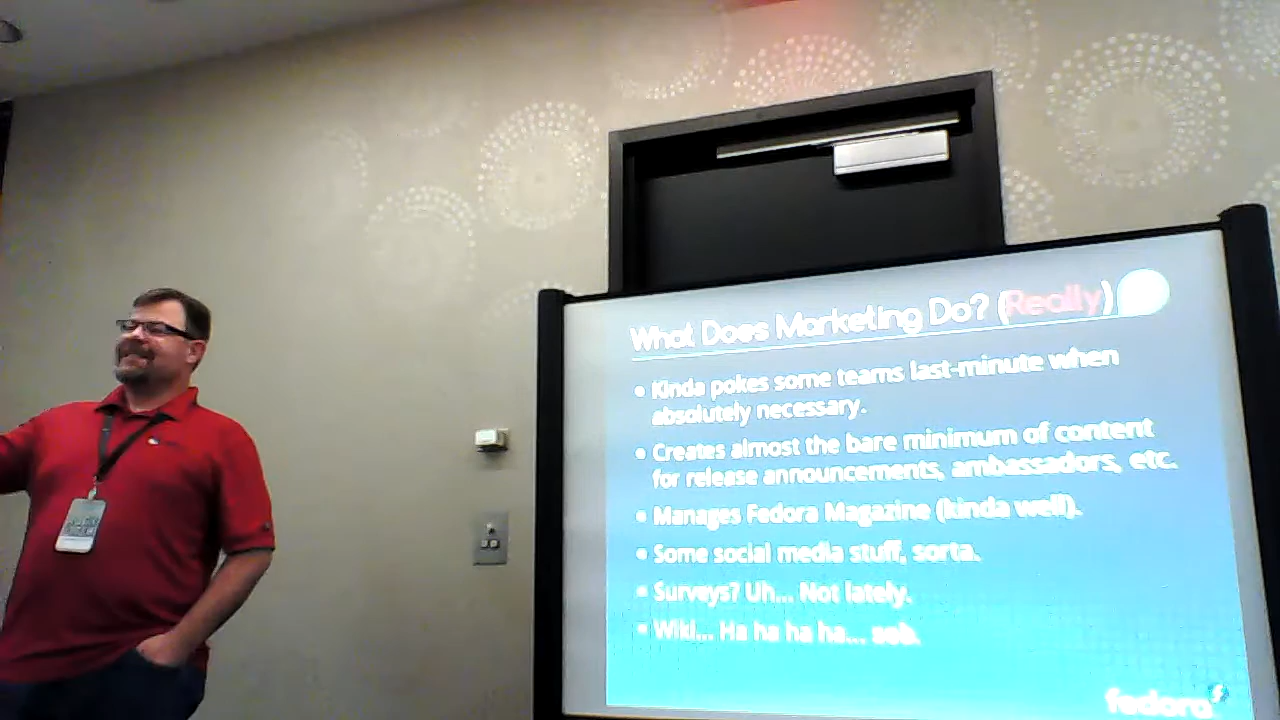 What Does Marketing Do? (Really)
• Kinda pokes some teams last-minute when
absolutely necessary.
• Creates almost the bare minimum of content
for release announcements, ambassadors, etc.
• Manages Fedora Magazine (kinda well).
• Some social media stuff, sorta.
• Surveys? Uh... Not lately.
• Wiki... Ha ha ha ha... sob.
fedora